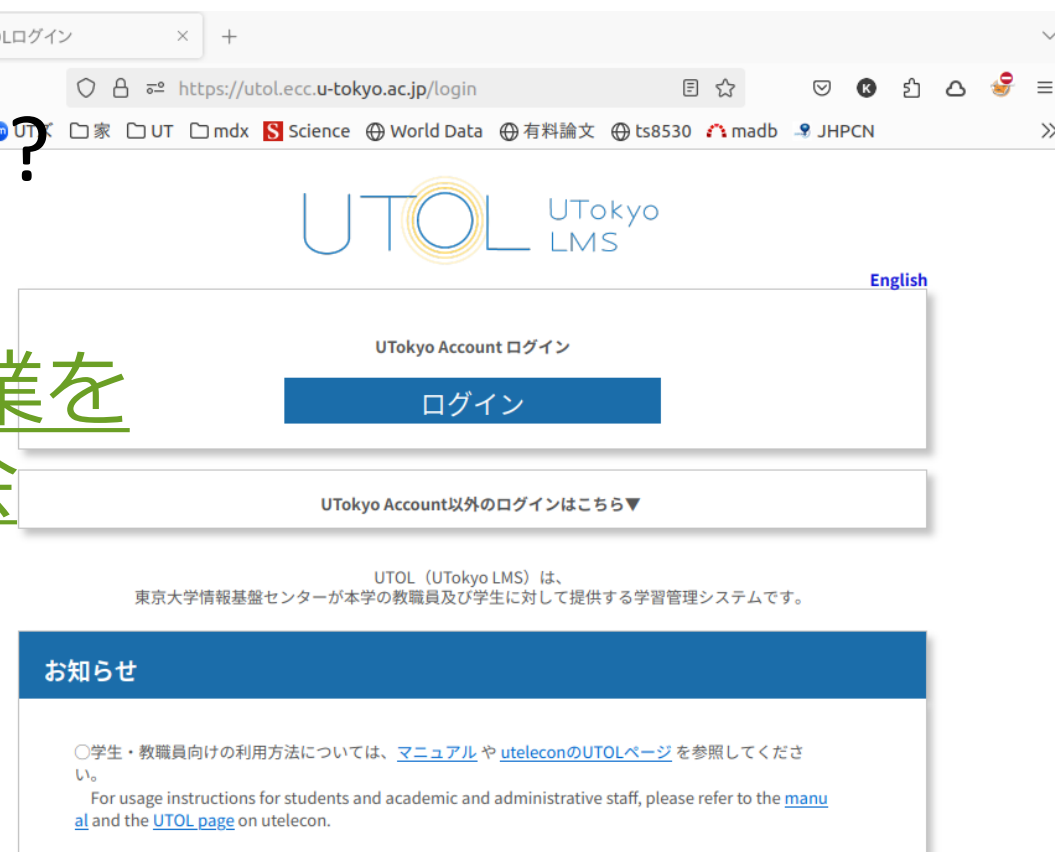 Lログイン
https://utol.ecc.u-tokyo.ac.jp/login
K
家 UT mdx S Science World Data 有料論文 ts8530 madb JHPCN
?
UTOL UTokyo
LMS
English
UTokyo Account ログイン
業を
ログイン
UTokyo Account以外のログインはこちら▼
UTOL（UTokyo LMS）は、
東京大学情報基盤センターが本学の教職員及び学生に対して提供する学習管理システムです。
お知らせ
○学生・教職員向けの利用方法については、マニュアル や uteleconのUTOLページ を参照してくださ
い。
For usage instructions for students and academic and administrative staff, please refer to the manu
al and the UTOL page on utelecon.